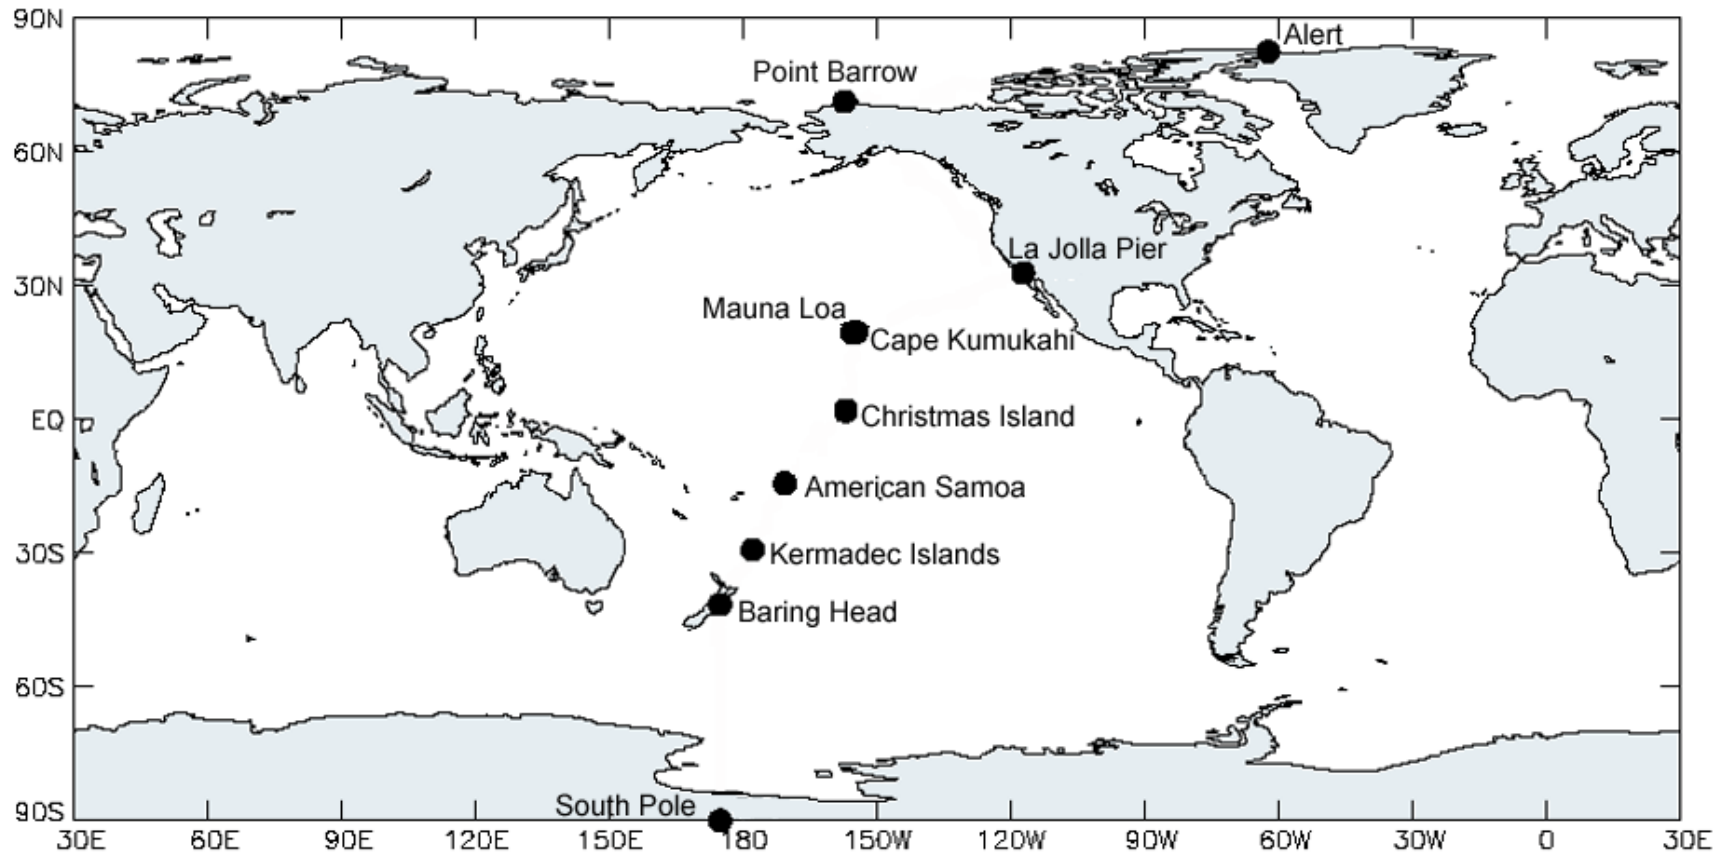 90N
Alert
Point Barrow
60N
La Jolla Pier
30N
Mauna Loa
Cape Kumukahi
EQ
Christmas Island
American Samoa
30S
Kermadec Islands
Baring Head
60S
90S
South Pole
30E 60E 90E 120E 150E 180 150W 120W 90W 60W 30W 0 30E